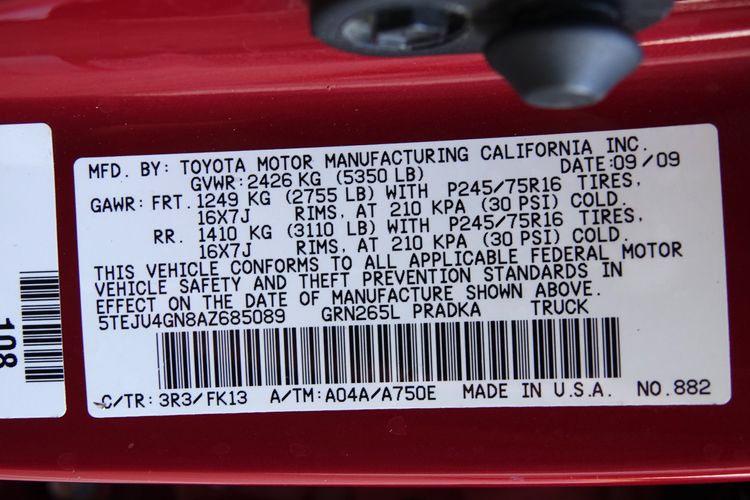 MFD. BY: TOYOTA MOTOR MANUFACTURING CALIFORNIA INC.
GVWR: 2426 KG (5350 LB) DATE: 09/09
GAWR: FRT. 1249 KG (2755 LB) WITH P245/75R16 TIRES,
16X7J RIMS, AT 210 KPA (30 PSI) COLD.
RR. 1410 KG (3110 LB) WITH P245/75R16 TIRES,
16X7J RIMS, AT 210 KPA (30 PSI) COLD.
THIS VEHICLE CONFORMS TO ALL APPLICABLE FEDERAL MOTOR
VEHICLE SAFETY AND THEFT PREVENTION STANDARDS IN
EFFECT ON THE DATE OF MANUFACTURE SHOWN ABOVE.
5TEJU4GN8AZ685089 GRN265L PRADKA TRUCK
C/TR: 3R3/FK13 A/TM: A04A/A750E MADE IN U.S.A. NO. 882
108